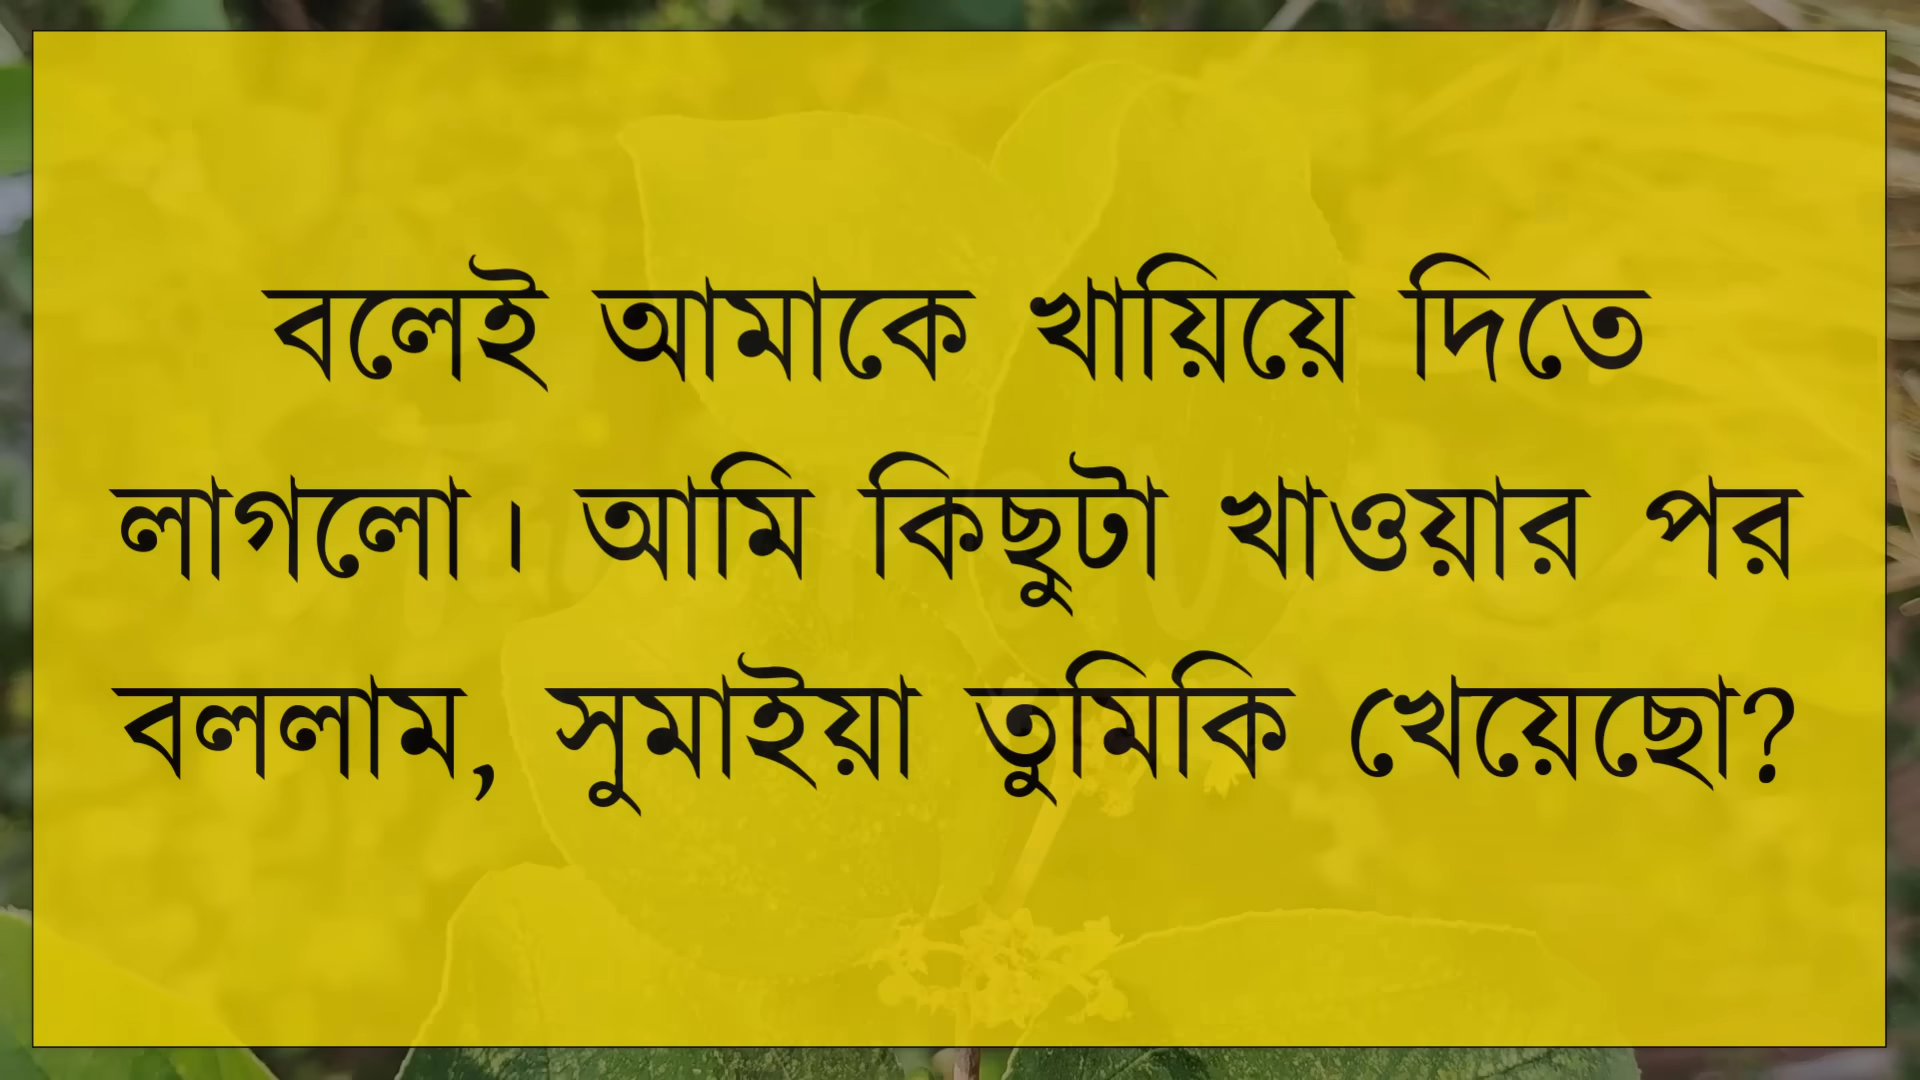 বলেই আমাকে খায়িয়ে দিতে
লাগলো। আমি কিছুটা খাওয়ার পর
বললাম, সুমাইয়া তুমিকি খেয়েছো?